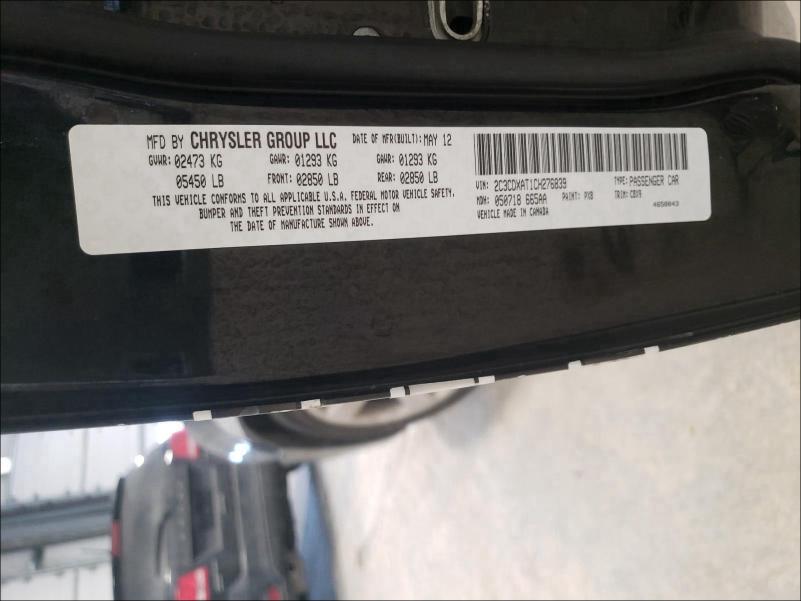 MFD BY CHRYSLER GROUP LLC DATE OF MFR(BUILT): MAY 12
GVWR: 02473 KG GAWR: 01293 KG GAWR: 01293 KG
05450 LB FRONT: 02850 LB REAR: 02850 LB
THIS VEHICLE CONFORMS TO ALL APPLICABLE U.S.A. FEDERAL MOTOR VEHICLE SAFETY,
BUMPER AND THEFT PREVENTION STANDARDS IN EFFECT ON
THE DATE OF MANUFACTURE SHOWN ABOVE.
VIN: 2C3CDXAT1CH276839 TYPE: PASSENGER CAR
MDH: 050718 665AA PAINT: PX8 TRIM: CBX9
VEHICLE MADE IN CANADA 4650043